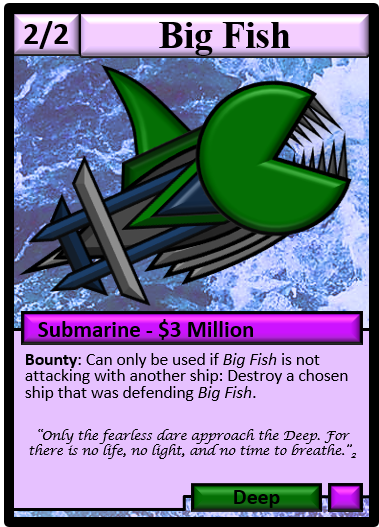 2/2
Big Fish
Submarine - $3 Million
Bounty: Can only be used if Big Fish is not
attacking with another ship: Destroy a chosen
ship that was defending Big Fish.
“Only the fearless dare approach the Deep. For
there is no life, no light, and no time to breathe.”₂
Deep